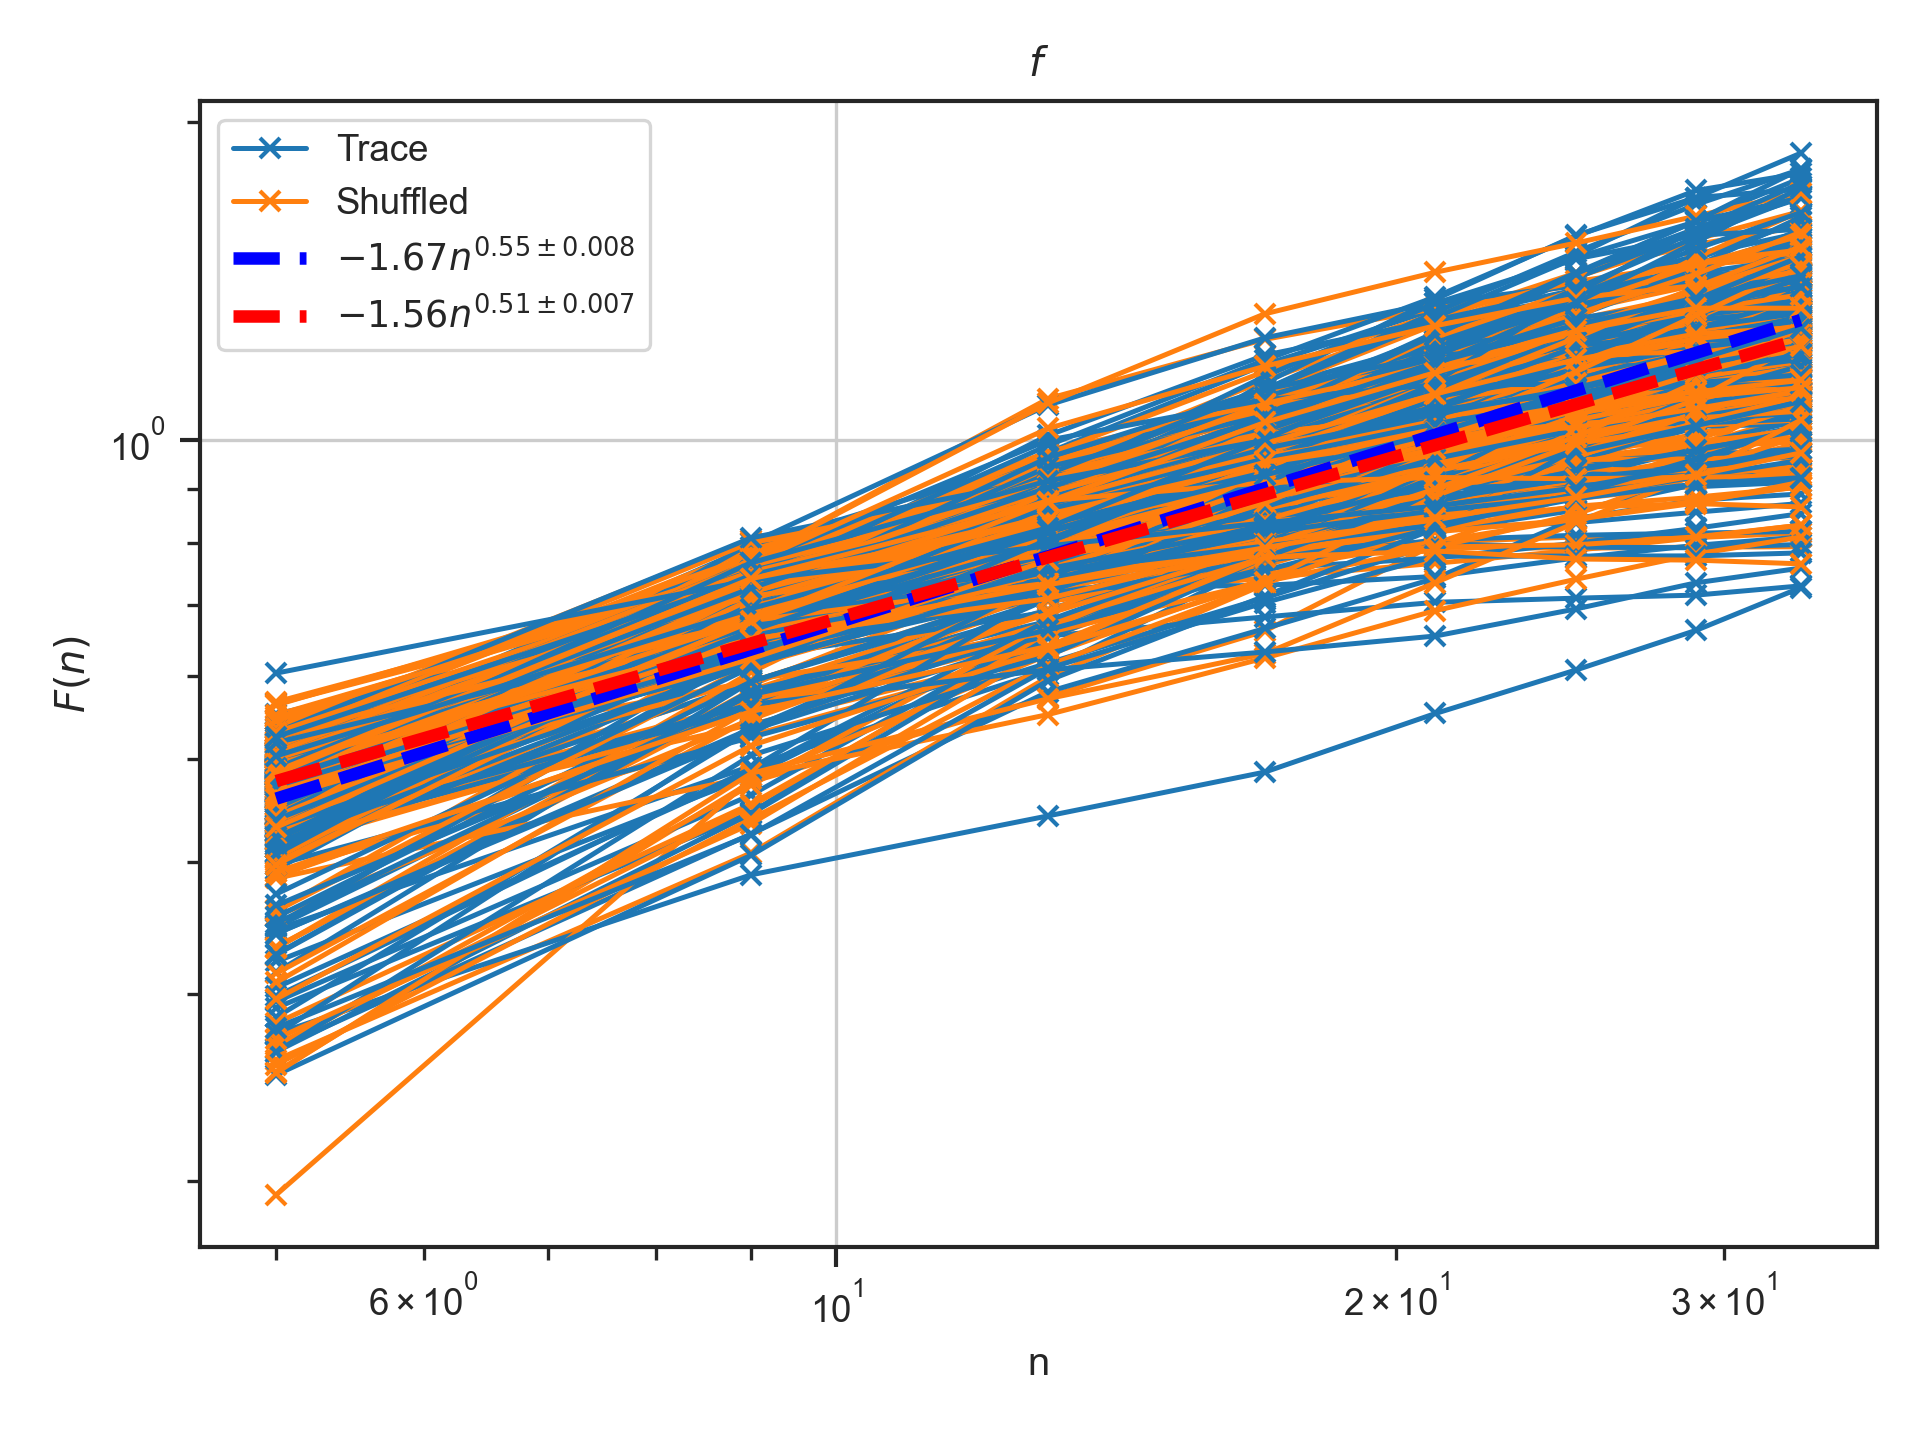 f
Trace
Shuffled
−1.67n^{0.55±0.008}
−1.56n^{0.51±0.007}
10^0
F(n)
6×10^0
10^1
2×10^1
3×10^1
n